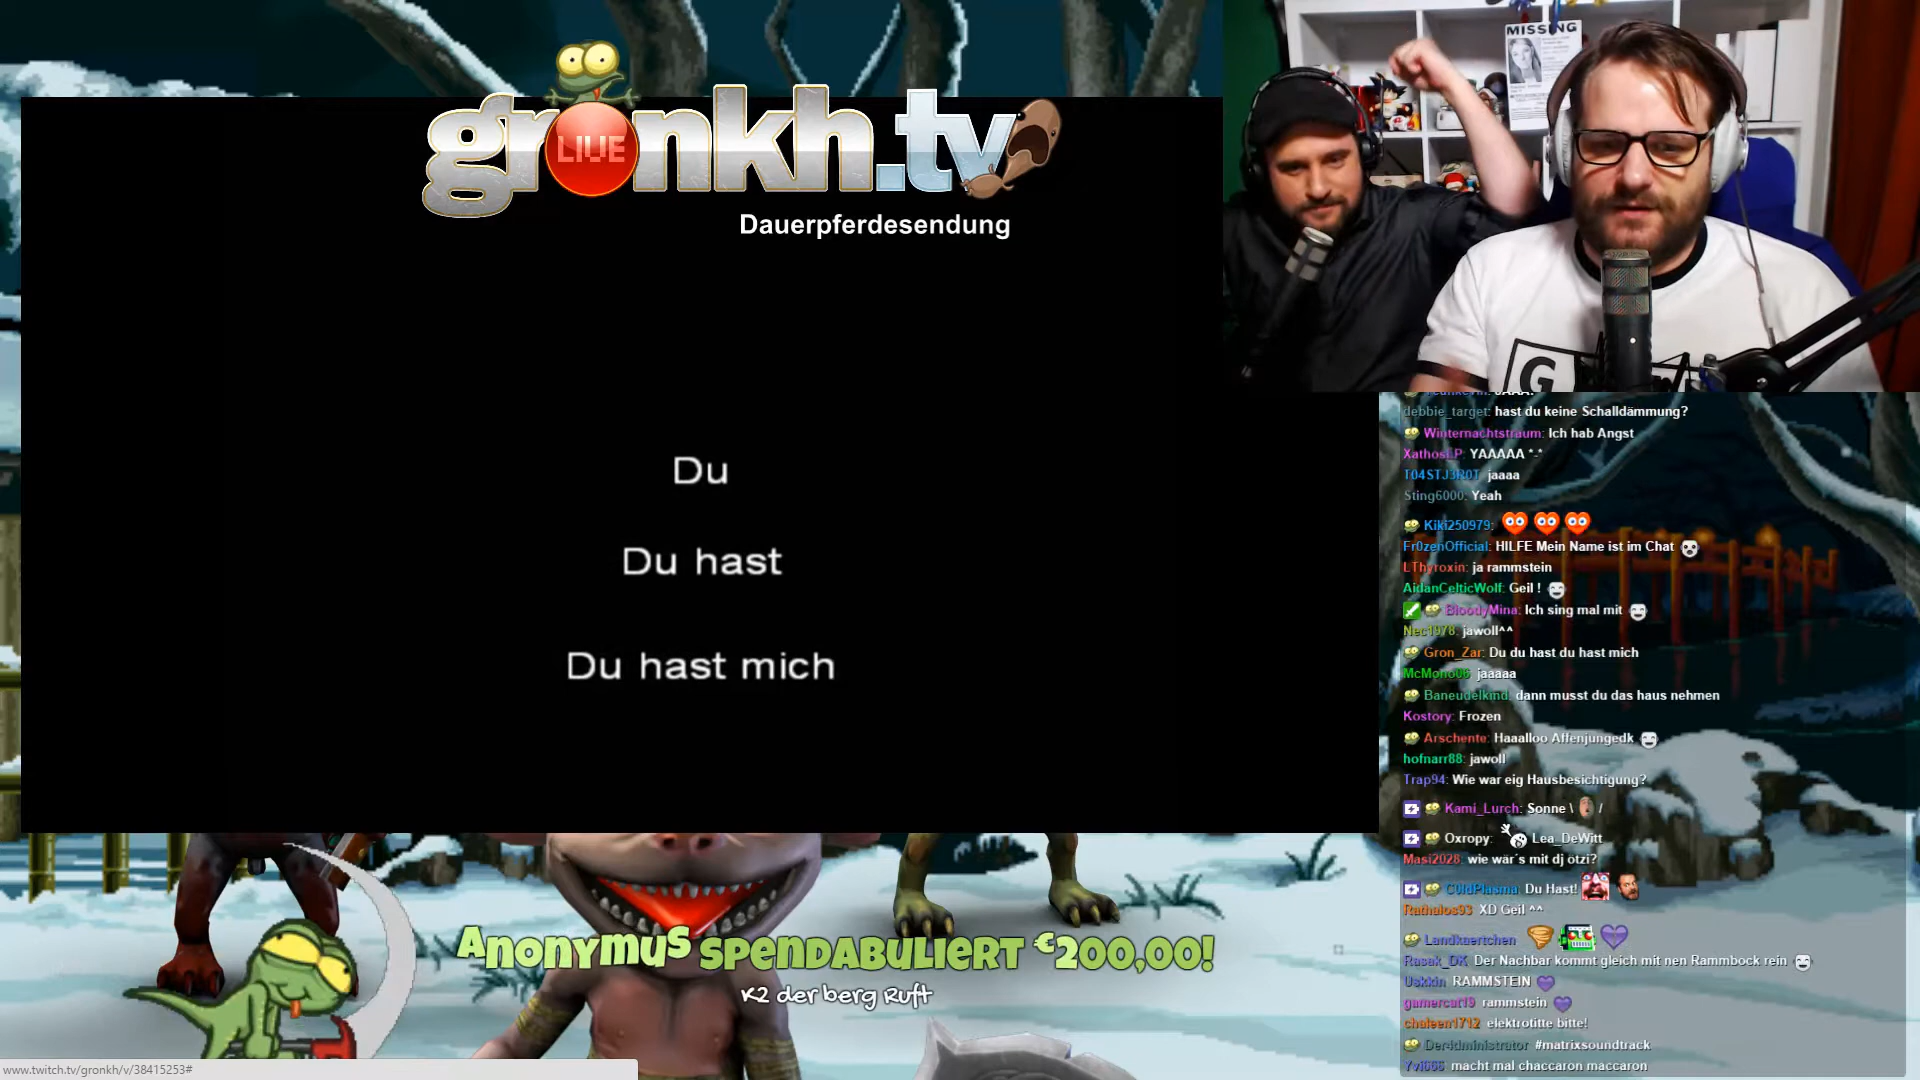 gronkh.tv
LIVE
Dauerpferdesendung
MISSING
G
Du
Du hast
Du hast mich
debbie_target: hast du keine Schalldämmung?
Winternachtstraum: Ich hab Angst
XathosLP: YAAAAA *-*
T04STJ3R0T: jaaaa
Sting6000: Yeah
Kiki250979:
Fr0zenOfficial: HILFE Mein Name ist im Chat
LThyroxin: ja rammstein
AidanCelticWolf: Geil !
BloodyMina: Ich sing mal mit
Nec1978: jawoll^^
Gron_Zar: Du du hast du hast mich
McMono06: jaaaaa
Baneudelkind: dann musst du das haus nehmen
Kostory: Frozen
Arschente: Haaalloo Affenjungedk
hofnarr88: jawoll
Trap94: Wie war eig Hausbesichtigung?
Kami_Lurch: Sonne \ /
Oxropy: Lea_DeWitt
Masi2028: wie wär´s mit dj ötzi?
C0ldPlasma: Du Hast!
Rathalos93: XD Geil ^^
Landkaertchen:
Rasak_DK: Der Nachbar kommt gleich mit nen Rammbock rein
Uskkin: RAMMSTEIN
gamercat19: rammstein
chaleen1712: elektrotitte bitte!
Der4dministrator: #matrixsoundtrack
Yvi666: macht mal chaccaron maccaron
Anonymus spendabuliert €200,00!
K2 der berg Ruft
www.twitch.tv/gronkh/v/38415253#